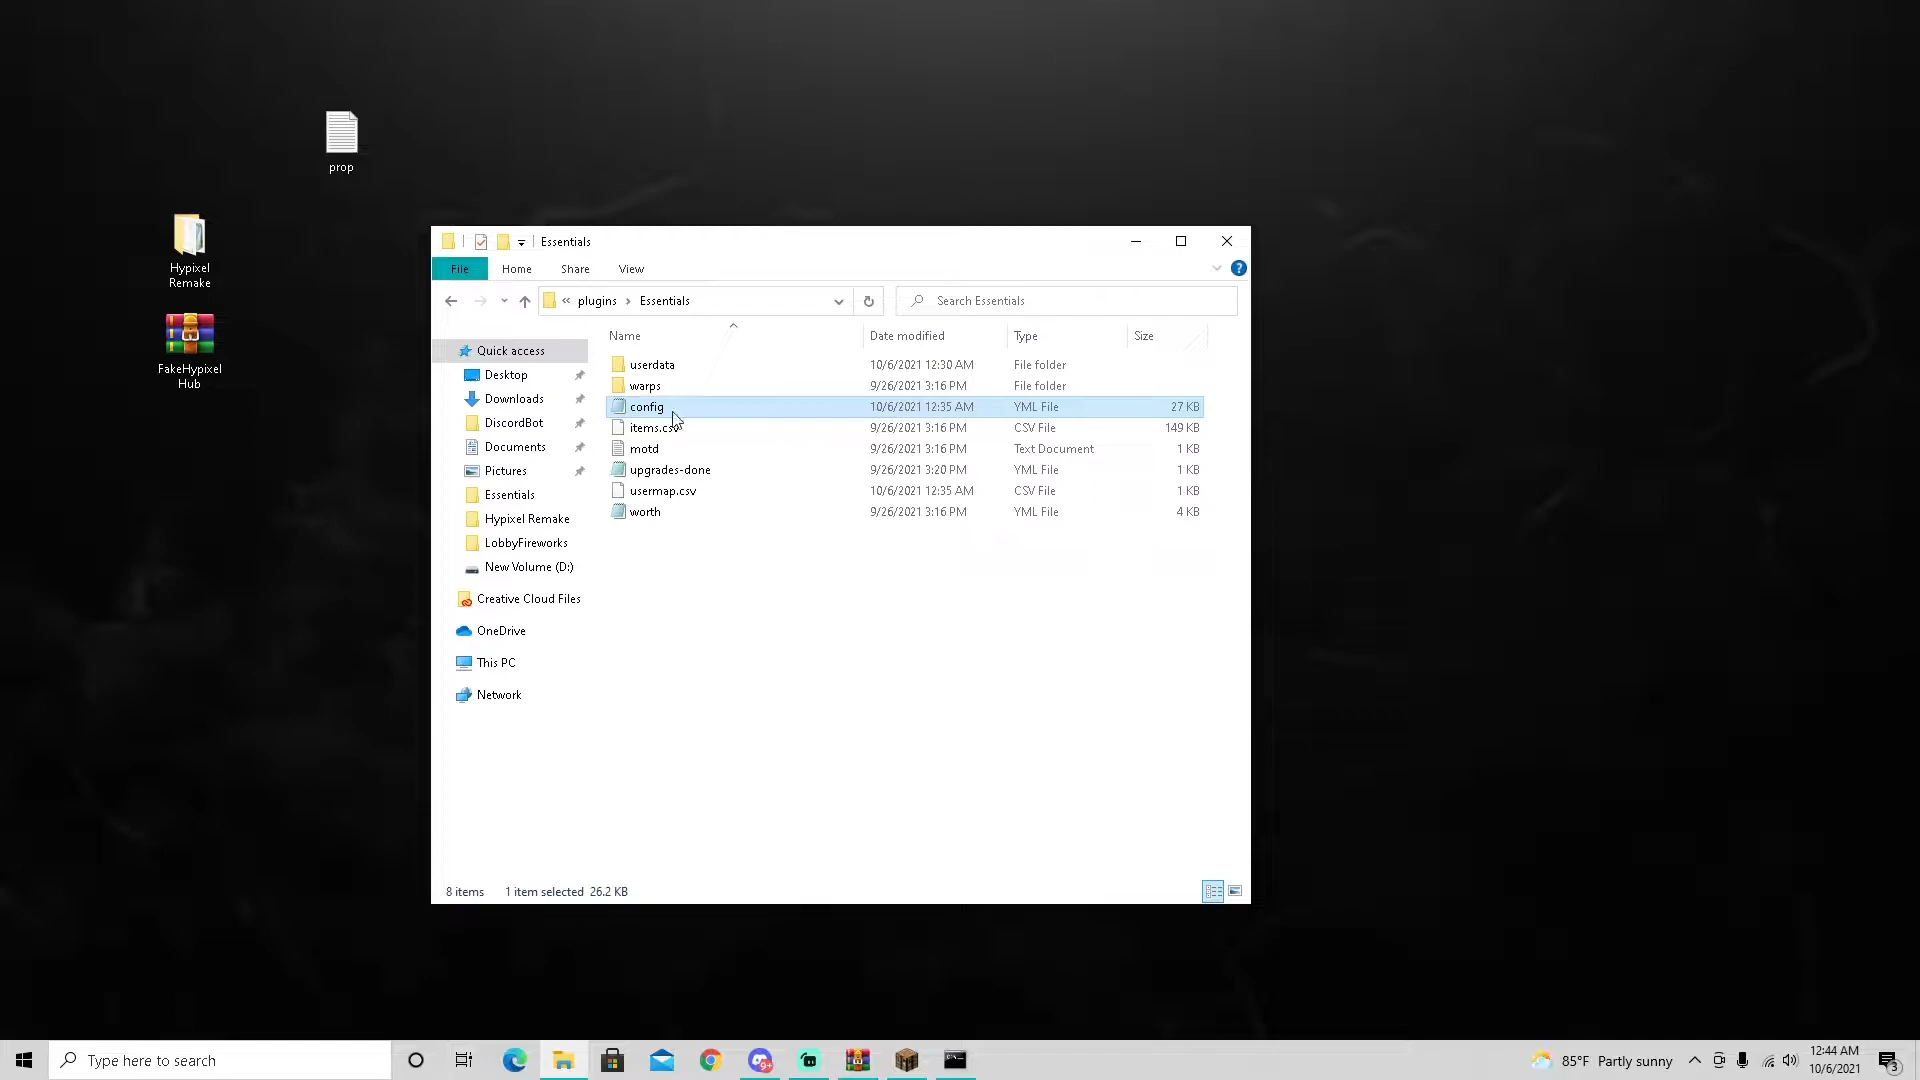 prop
Hypixel
Remake
FakeHypixel
Hub
Essentials
File
Home
Share
View
?
«
plugins
Essentials
Search Essentials
Name
Date modified
Type
Size
Quick access
Desktop
Downloads
DiscordBot
Documents
Pictures
Essentials
Hypixel Remake
LobbyFireworks
New Volume (D:)
Creative Cloud Files
OneDrive
This PC
Network
userdata 10/6/2021 12:30 AM File folder
warps 9/26/2021 3:16 PM File folder
config 10/6/2021 12:35 AM YML File 27 KB
items.csv 9/26/2021 3:16 PM CSV File 149 KB
motd 9/26/2021 3:16 PM Text Document 1 KB
upgrades-done 9/26/2021 3:20 PM YML File 1 KB
usermap.csv 10/6/2021 12:35 AM CSV File 1 KB
worth 9/26/2021 3:16 PM YML File 4 KB
8 items 1 item selected 26.2 KB
Type here to search
9+
85°F Partly sunny
12:44 AM
10/6/2021
3